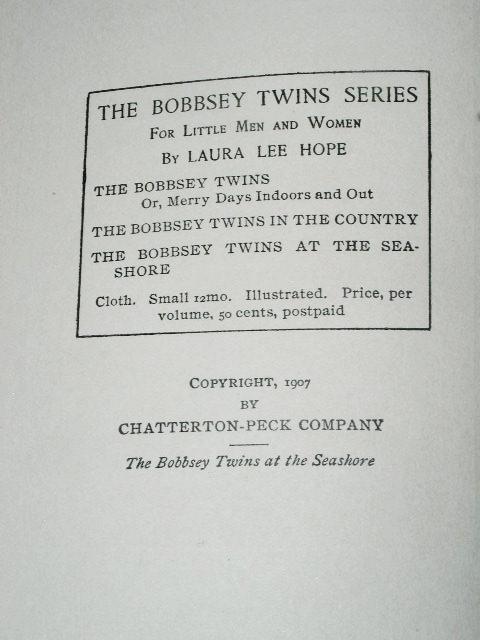 THE BOBBSEY TWINS SERIES
FOR LITTLE MEN AND WOMEN
BY LAURA LEE HOPE
THE BOBBSEY TWINS
Or, Merry Days Indoors and Out
THE BOBBSEY TWINS IN THE COUNTRY
THE BOBBSEY TWINS AT THE SEA-
SHORE
Cloth. Small 12mo. Illustrated. Price, per
volume, 50 cents, postpaid
COPYRIGHT, 1907
BY
CHATTERTON-PECK COMPANY
The Bobbsey Twins at the Seashore